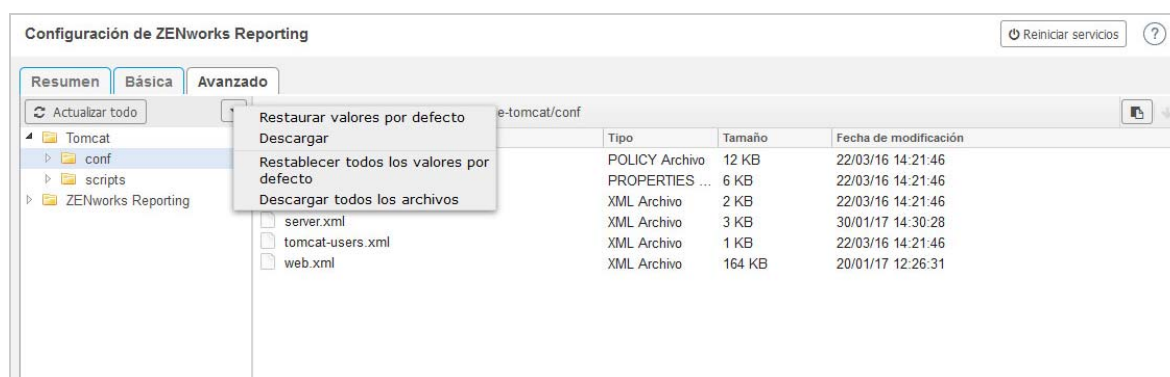 Configuración de ZENworks Reporting
Reiniciar servicios
?
Resumen
Básica
Avanzado
Actualizar todo
e-tomcat/conf
Restaurar valores por defecto
Descargar
Restablecer todos los valores por
defecto
Descargar todos los archivos
Tomcat
conf
scripts
ZENworks Reporting
Tipo Tamaño Fecha de modificación
POLICY Archivo 12 KB 22/03/16 14:21:46
PROPERTIES ... 6 KB 22/03/16 14:21:46
XML Archivo 2 KB 22/03/16 14:21:46
server.xml XML Archivo 3 KB 30/01/17 14:30:28
tomcat-users.xml XML Archivo 1 KB 22/03/16 14:21:46
web.xml XML Archivo 164 KB 20/01/17 12:26:31